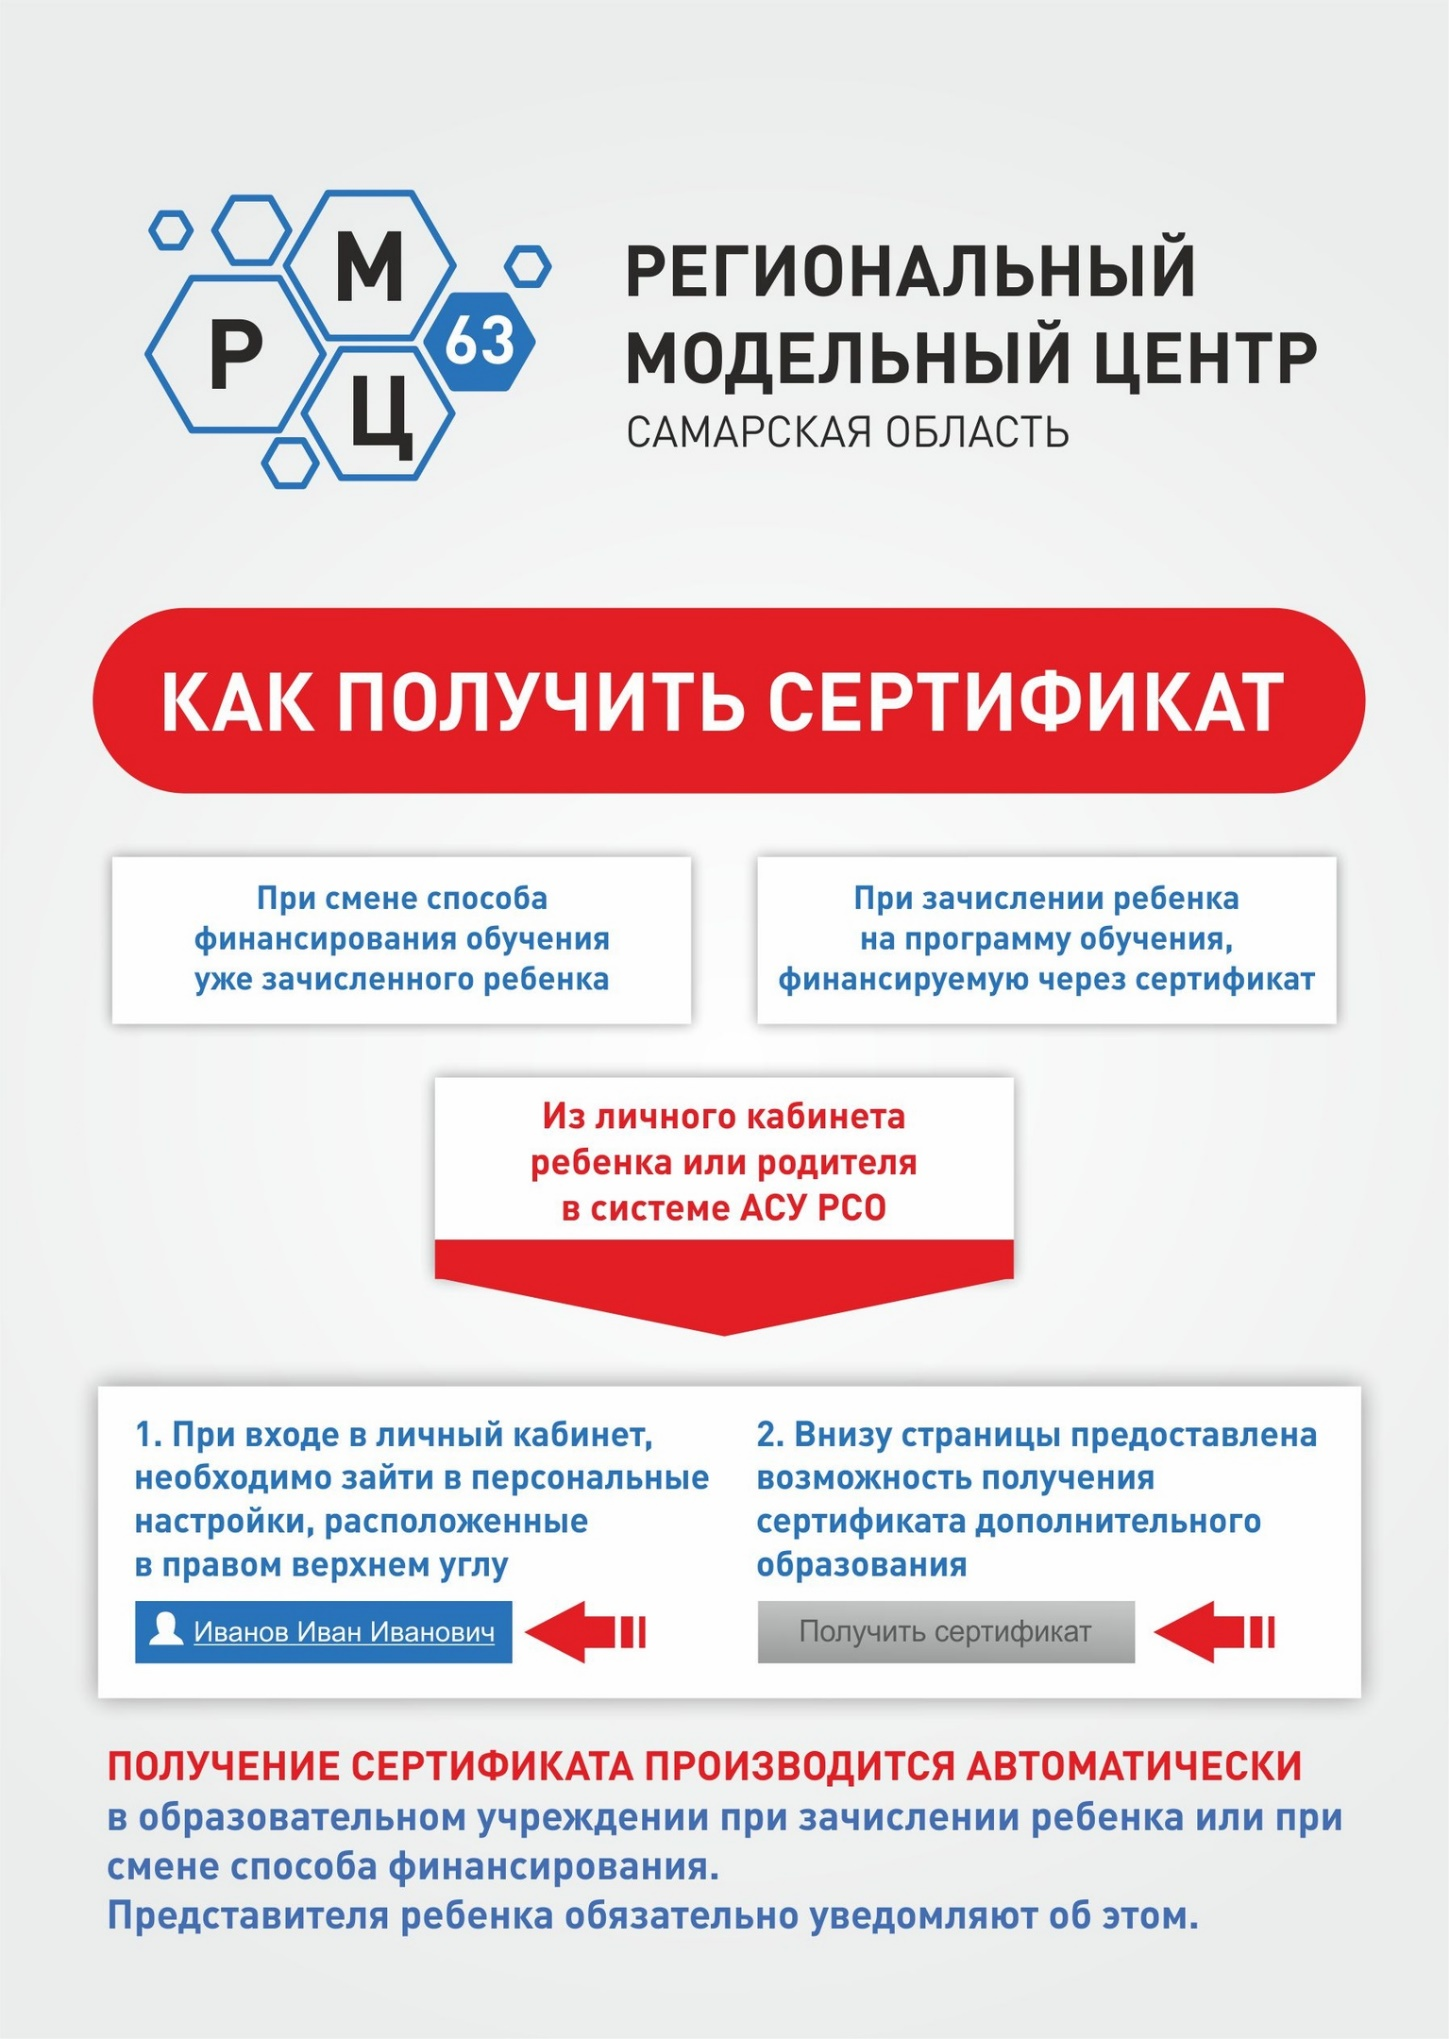 Р
М
Ц
63
РЕГИОНАЛЬНЫЙ
МОДЕЛЬНЫЙ ЦЕНТР
САМАРСКАЯ ОБЛАСТЬ
КАК ПОЛУЧИТЬ СЕРТИФИКАТ
При смене способа
финансирования обучения
уже зачисленного ребенка
При зачислении ребенка
на программу обучения,
финансируемую через сертификат
Из личного кабинета
ребенка или родителя
в системе АСУ РСО
1. При входе в личный кабинет,
необходимо зайти в персональные
настройки, расположенные
в правом верхнем углу
Иванов Иван Иванович
2. Внизу страницы предоставлена
возможность получения
сертификата дополнительного
образования
Получить сертификат
ПОЛУЧЕНИЕ СЕРТИФИКАТА ПРОИЗВОДИТСЯ АВТОМАТИЧЕСКИ
в образовательном учреждении при зачислении ребенка или при
смене способа финансирования.
Представителя ребенка обязательно уведомляют об этом.